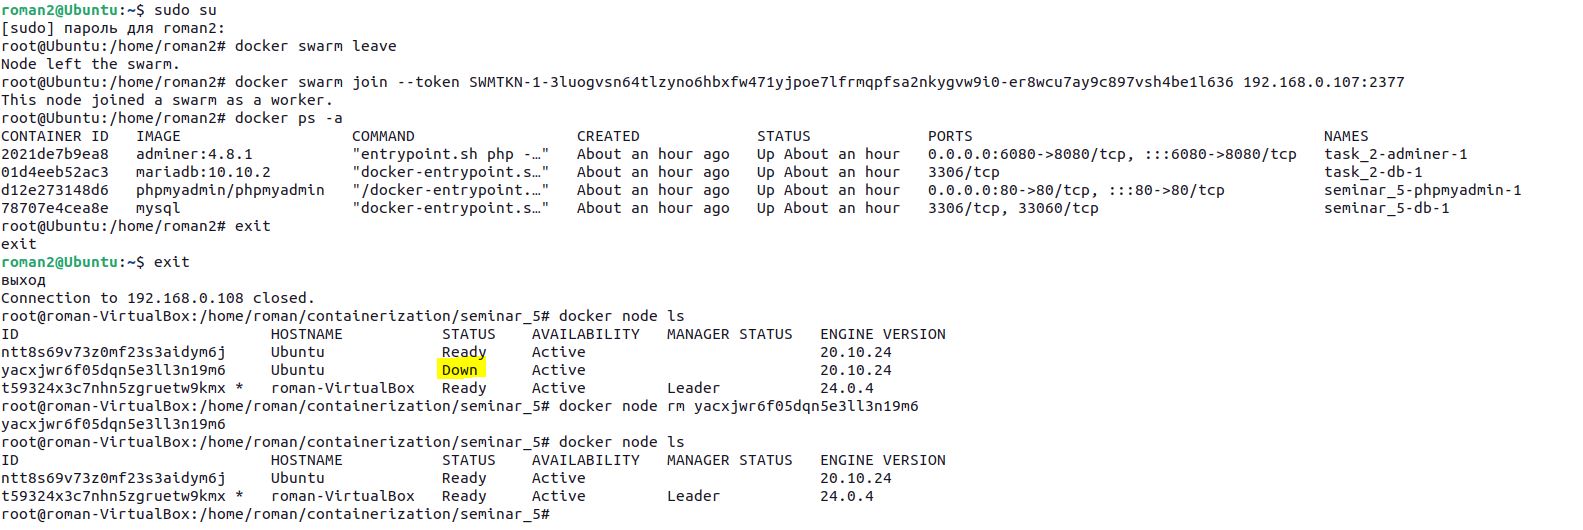 roman2@Ubuntu:~$ sudo su
[sudo] пароль для roman2:
root@Ubuntu:/home/roman2# docker swarm leave
Node left the swarm.
root@Ubuntu:/home/roman2# docker swarm join --token SWMTKN-1-3luogvsn64tlzyno6hbxfw471yjpoe7lfrmqpfsa2nkygvw9i0-er8wcu7ay9c897vsh4be1l636 192.168.0.107:2377
This node joined a swarm as a worker.
root@Ubuntu:/home/roman2# docker ps -a
CONTAINER ID   IMAGE                   COMMAND                  CREATED             STATUS             PORTS                                       NAMES
2021de7b9ea8   adminer:4.8.1           "entrypoint.sh php -…"   About an hour ago   Up About an hour   0.0.0.0:6080->8080/tcp, :::6080->8080/tcp   task_2-adminer-1
01d4eeb52ac3   mariadb:10.10.2         "docker-entrypoint.s…"   About an hour ago   Up About an hour   3306/tcp                                    task_2-db-1
d12e273148d6   phpmyadmin/phpmyadmin   "/docker-entrypoint.…"   About an hour ago   Up About an hour   0.0.0.0:80->80/tcp, :::80->80/tcp           seminar_5-phpmyadmin-1
78707e4cea8e   mysql                   "docker-entrypoint.s…"   About an hour ago   Up About an hour   3306/tcp, 33060/tcp                         seminar_5-db-1
root@Ubuntu:/home/roman2# exit
exit
roman2@Ubuntu:~$ exit
выход
Connection to 192.168.0.108 closed.
root@roman-VirtualBox:/home/roman/containerization/seminar_5# docker node ls
ID                            HOSTNAME           STATUS    AVAILABILITY   MANAGER STATUS   ENGINE VERSION
ntt8s69v73z0mf23s3aidym6j     Ubuntu             Ready     Active                          20.10.24
yacxjwr6f05dqn5e3ll3n19m6     Ubuntu             Down      Active                          20.10.24
t59324x3c7nhn5zgruetw9kmx *   roman-VirtualBox   Ready     Active         Leader           24.0.4
root@roman-VirtualBox:/home/roman/containerization/seminar_5# docker node rm yacxjwr6f05dqn5e3ll3n19m6
yacxjwr6f05dqn5e3ll3n19m6
root@roman-VirtualBox:/home/roman/containerization/seminar_5# docker node ls
ID                            HOSTNAME           STATUS    AVAILABILITY   MANAGER STATUS   ENGINE VERSION
ntt8s69v73z0mf23s3aidym6j     Ubuntu             Ready     Active                          20.10.24
t59324x3c7nhn5zgruetw9kmx *   roman-VirtualBox   Ready     Active         Leader           24.0.4
root@roman-VirtualBox:/home/roman/containerization/seminar_5#